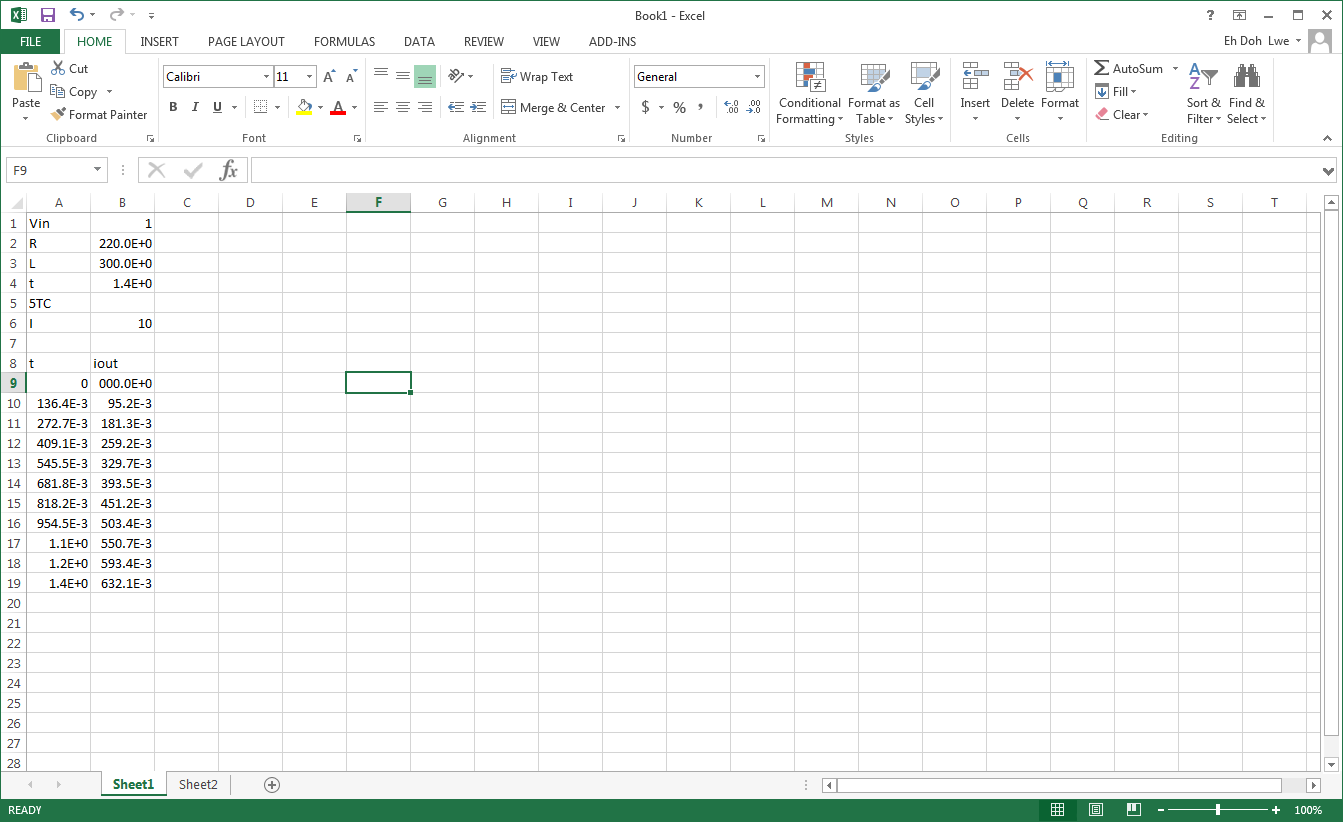 Book1 - Excel
?
FILE HOME INSERT PAGE LAYOUT FORMULAS DATA REVIEW VIEW ADD-INS
Eh Doh Lwe
Paste
Cut
Copy
Format Painter
Calibri 11
B I U
Wrap Text
Merge & Center
General
$ % ,
Conditional Formatting
Format as Table
Cell Styles
Insert
Delete
Format
AutoSum
Fill
Clear
Sort & Filter
Find & Select
Clipboard Font Alignment Number Styles Cells Editing
F9 fx
A B C D E F G H I J K L M N O P Q R S T
1 Vin 1
2 R 220.0E+0
3 L 300.0E+0
4 t 1.4E+0
5 5TC
6 I 10
7
8 t iout
9 0 000.0E+0
10 136.4E-3 95.2E-3
11 272.7E-3 181.3E-3
12 409.1E-3 259.2E-3
13 545.5E-3 329.7E-3
14 681.8E-3 393.5E-3
15 818.2E-3 451.2E-3
16 954.5E-3 503.4E-3
17 1.1E+0 550.7E-3
18 1.2E+0 593.4E-3
19 1.4E+0 632.1E-3
20
21
22
23
24
25
26
27
28
Sheet1 Sheet2
READY
100%